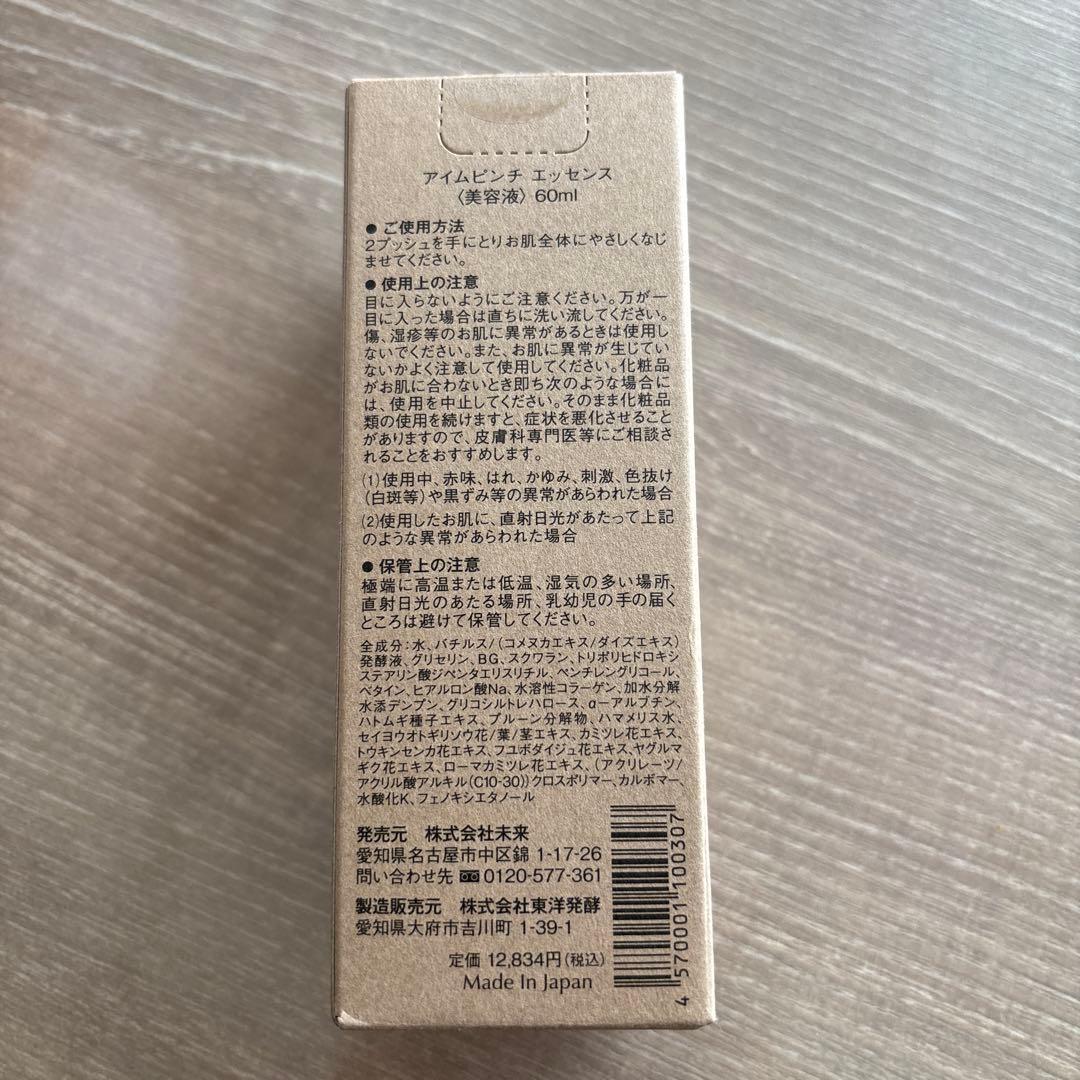 アイムピンチ エッセンス
〈美容液〉60ml
● ご使用方法
2プッシュを手にとりお肌全体にやさしくなじ
ませてください。
● 使用上の注意
目に入らないようにご注意ください。万が一
目に入った場合は直ちに洗い流してください。
傷、湿疹等のお肌に異常があるときは使用し
ないでください。また、お肌に異常が生じてい
ないかよく注意して使用してください。化粧品
がお肌に合わないとき即ち次のような場合に
は、使用を中止してください。そのまま化粧品
類の使用を続けますと、症状を悪化させること
がありますので、皮膚科専門医等にご相談さ
れることをおすすめします。
(1)使用中、赤味、はれ、かゆみ、刺激、色抜け
(白斑等)や黒ずみ等の異常があらわれた場合
(2)使用したお肌に、直射日光があたって上記
のような異常があらわれた場合
● 保管上の注意
極端に高温または低温、湿気の多い場所、
直射日光のあたる場所、乳幼児の手の届く
ところは避けて保管してください。
全成分:水、バチルス/(コメヌカエキス/ダイズエキス)
発酵液、グリセリン、BG、スクワラン、トリポリヒドロキシ
ステアリン酸ジペンタエリスリチル、ペンチレングリコール、
ベタイン、ヒアルロン酸Na、水溶性コラーゲン、加水分解
水添デンプン、グリコシルトレハロース、α-アルブチン、
ハトムギ種子エキス、プルーン分解物、ハマメリス水、
セイヨウオトギリソウ花/葉/茎エキス、カミツレ花エキス、
トウキンセンカ花エキス、フユボダイジュ花エキス、ヤグルマ
ギク花エキス、ローマカミツレ花エキス、(アクリレーツ/
アクリル酸アルキル(C10-30))クロスポリマー、カルボマー、
水酸化K、フェノキシエタノール
発売元 株式会社未来
愛知県名古屋市中区錦 1-17-26
問い合わせ先 0120-577-361
製造販売元 株式会社東洋発酵
愛知県大府市吉川町 1-39-1
定価 12,834円(税込)
Made In Japan
4 570001 100307